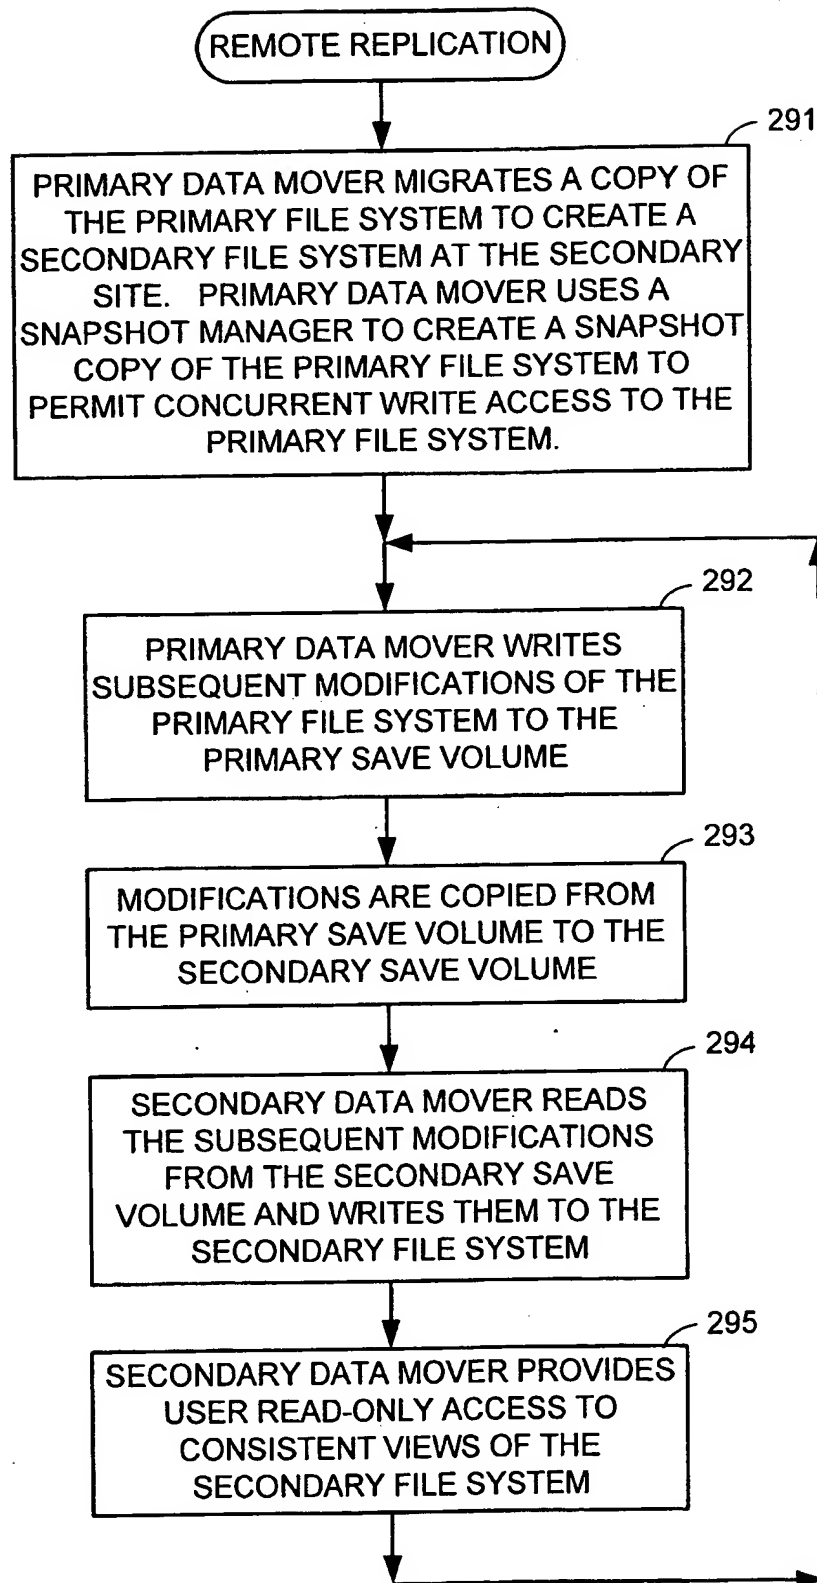 REMOTE REPLICATION
291
PRIMARY DATA MOVER MIGRATES A COPY OF
THE PRIMARY FILE SYSTEM TO CREATE A
SECONDARY FILE SYSTEM AT THE SECONDARY
SITE. PRIMARY DATA MOVER USES A
SNAPSHOT MANAGER TO CREATE A SNAPSHOT
COPY OF THE PRIMARY FILE SYSTEM TO
PERMIT CONCURRENT WRITE ACCESS TO THE
PRIMARY FILE SYSTEM.
292
PRIMARY DATA MOVER WRITES
SUBSEQUENT MODIFICATIONS OF THE
PRIMARY FILE SYSTEM TO THE
PRIMARY SAVE VOLUME
293
MODIFICATIONS ARE COPIED FROM
THE PRIMARY SAVE VOLUME TO THE
SECONDARY SAVE VOLUME
294
SECONDARY DATA MOVER READS
THE SUBSEQUENT MODIFICATIONS
FROM THE SECONDARY SAVE
VOLUME AND WRITES THEM TO THE
SECONDARY FILE SYSTEM
295
SECONDARY DATA MOVER PROVIDES
USER READ-ONLY ACCESS TO
CONSISTENT VIEWS OF THE
SECONDARY FILE SYSTEM